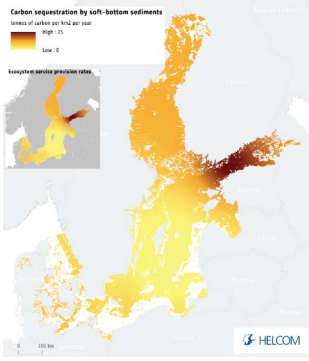 Carbon sequestration by soft-bottom sediments
tonnes of carbon per km2 per year
High : 25
Low : 0
Ecosystem service provision rates
0 100 km
HELCOM